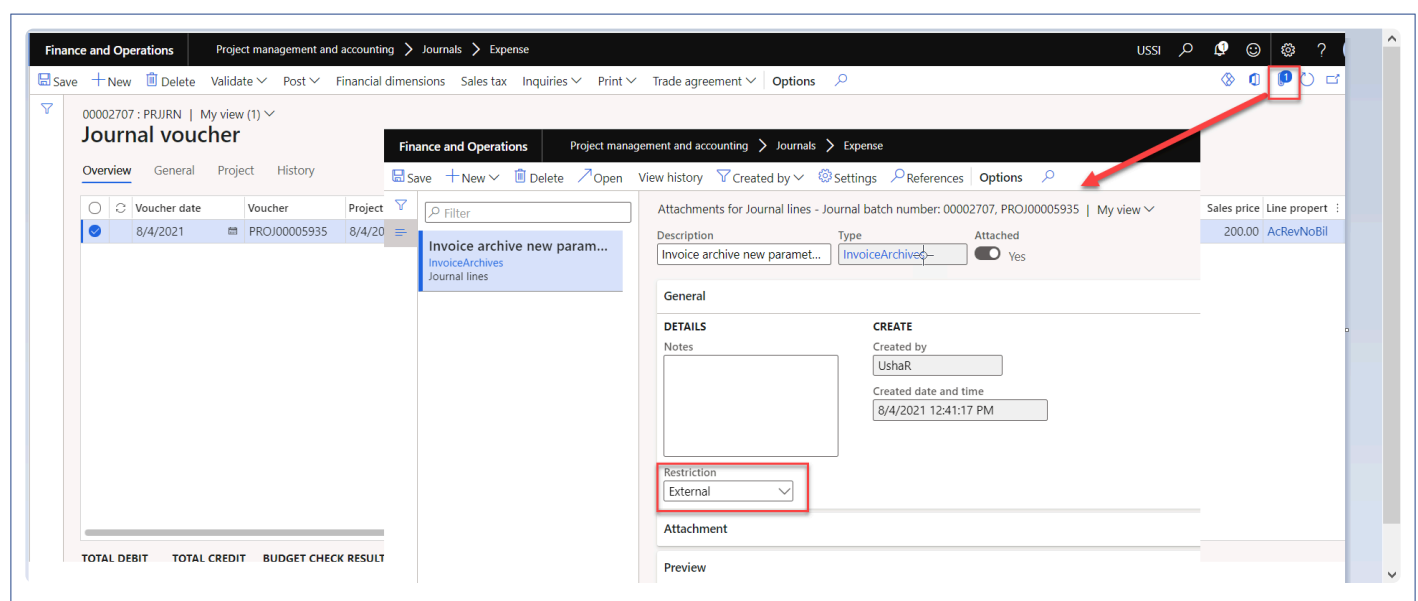 Finance and Operations Project management and accounting > Journals > Expense USSI ?
Save + New Delete Validate Post Financial dimensions Sales tax Inquiries Print Trade agreement Options 1
00002707 : PRJJRN | My view (1)
Journal voucher
Overview General Project History
Voucher date Voucher Project Sales price Line propert
8/4/2021 PROJ00005935 8/4/20 200.00 AcRevNoBil
TOTAL DEBIT TOTAL CREDIT BUDGET CHECK RESULT
Finance and Operations Project management and accounting > Journals > Expense
Save + New Delete Open View history Created by Settings References Options
Filter
Invoice archive new param...
InvoiceArchives
Journal lines
Attachments for Journal lines - Journal batch number: 00002707, PROJ00005935 | My view
Description Type Attached
Invoice archive new paramet... InvoiceArchives Yes
General
DETAILS CREATE
Notes Created by
UshaR
Created date and time
8/4/2021 12:41:17 PM
Restriction
External
Attachment
Preview